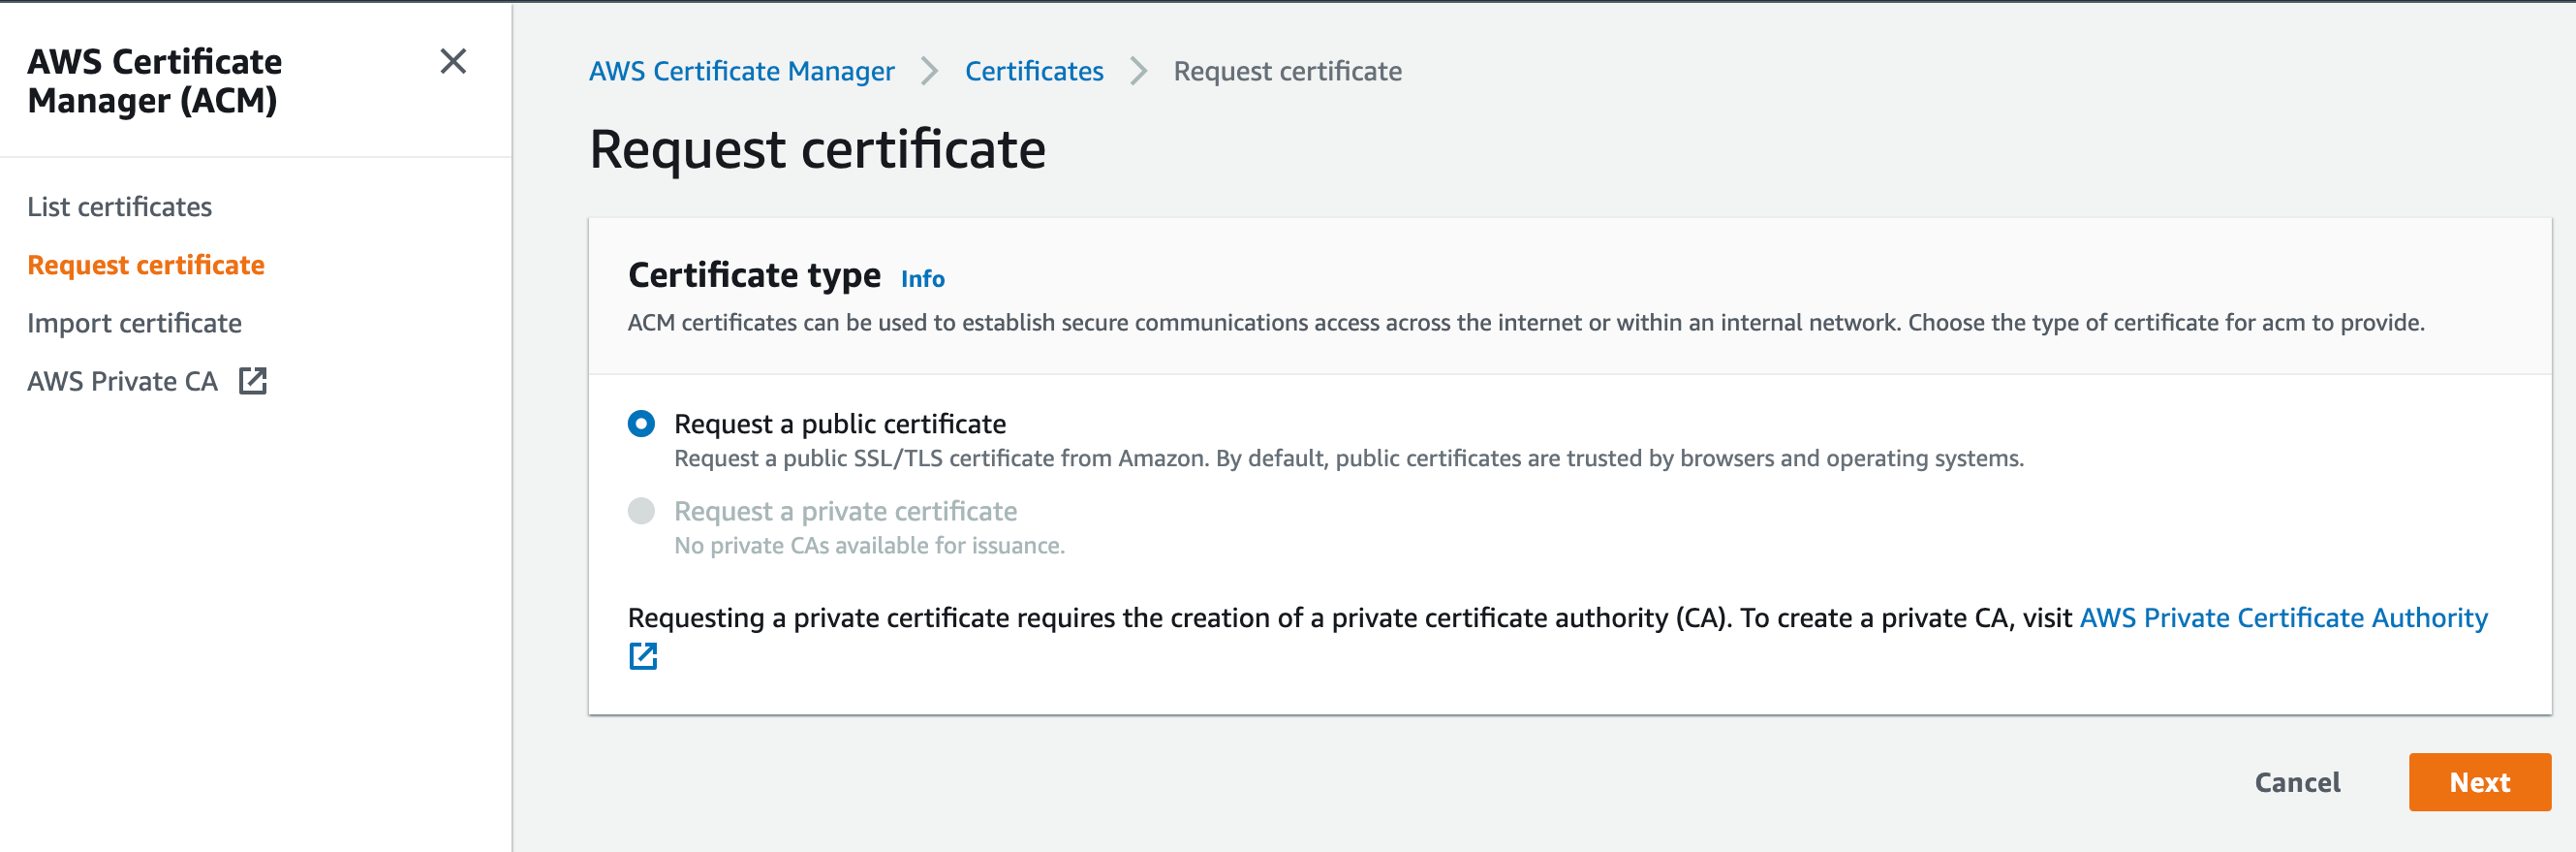 AWS Certificate
Manager (ACM)
List certificates
Request certificate
Import certificate
AWS Private CA
AWS Certificate Manager > Certificates > Request certificate
Request certificate
Certificate type Info
ACM certificates can be used to establish secure communications access across the internet or within an internal network. Choose the type of certificate for acm to provide.
Request a public certificate
Request a public SSL/TLS certificate from Amazon. By default, public certificates are trusted by browsers and operating systems.
Request a private certificate
No private CAs available for issuance.
Requesting a private certificate requires the creation of a private certificate authority (CA). To create a private CA, visit AWS Private Certificate Authority
Cancel Next